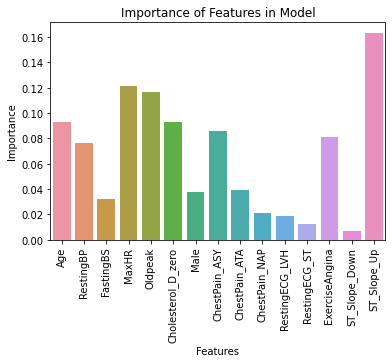 Importance of Features in Model
Importance
0.16
0.14
0.12
0.10
0.08
0.06
0.04
0.02
0.00
Age
RestingBP
FastingBS
MaxHR
Oldpeak
Cholesterol_D_zero
Male
ChestPain_ASY
ChestPain_ATA
ChestPain_NAP
RestingECG_LVH
RestingECG_ST
ExerciseAngina
ST_Slope_Down
ST_Slope_Up
Features